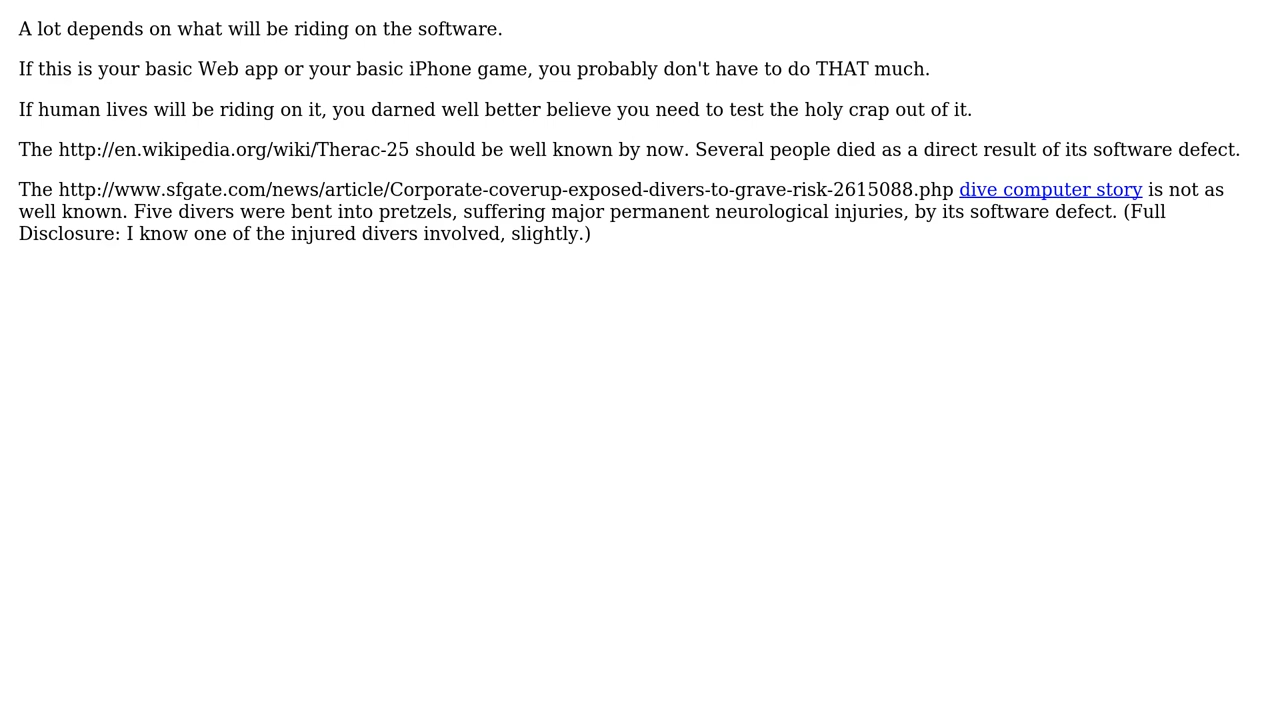 A lot depends on what will be riding on the software.
If this is your basic Web app or your basic iPhone game, you probably don't have to do THAT much.
If human lives will be riding on it, you darned well better believe you need to test the holy crap out of it.
The http://en.wikipedia.org/wiki/Therac-25 should be well known by now. Several people died as a direct result of its software defect.
The http://www.sfgate.com/news/article/Corporate-coverup-exposed-divers-to-grave-risk-2615088.php dive computer story is not as
well known. Five divers were bent into pretzels, suffering major permanent neurological injuries, by its software defect. (Full
Disclosure: I know one of the injured divers involved, slightly.)